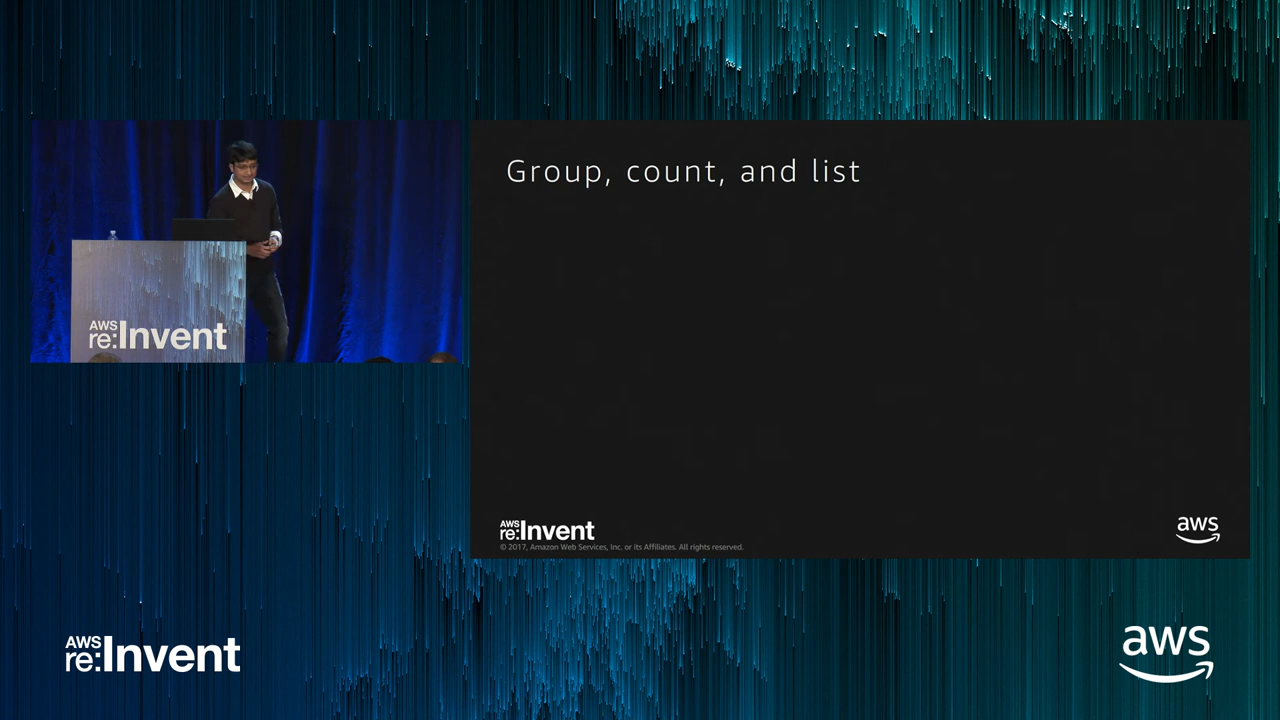 Group, count, and list
AWS
re:Invent
AWS
re:Invent
© 2017, Amazon Web Services, Inc. or its Affiliates. All rights reserved.
aws
AWS
re:Invent
aws